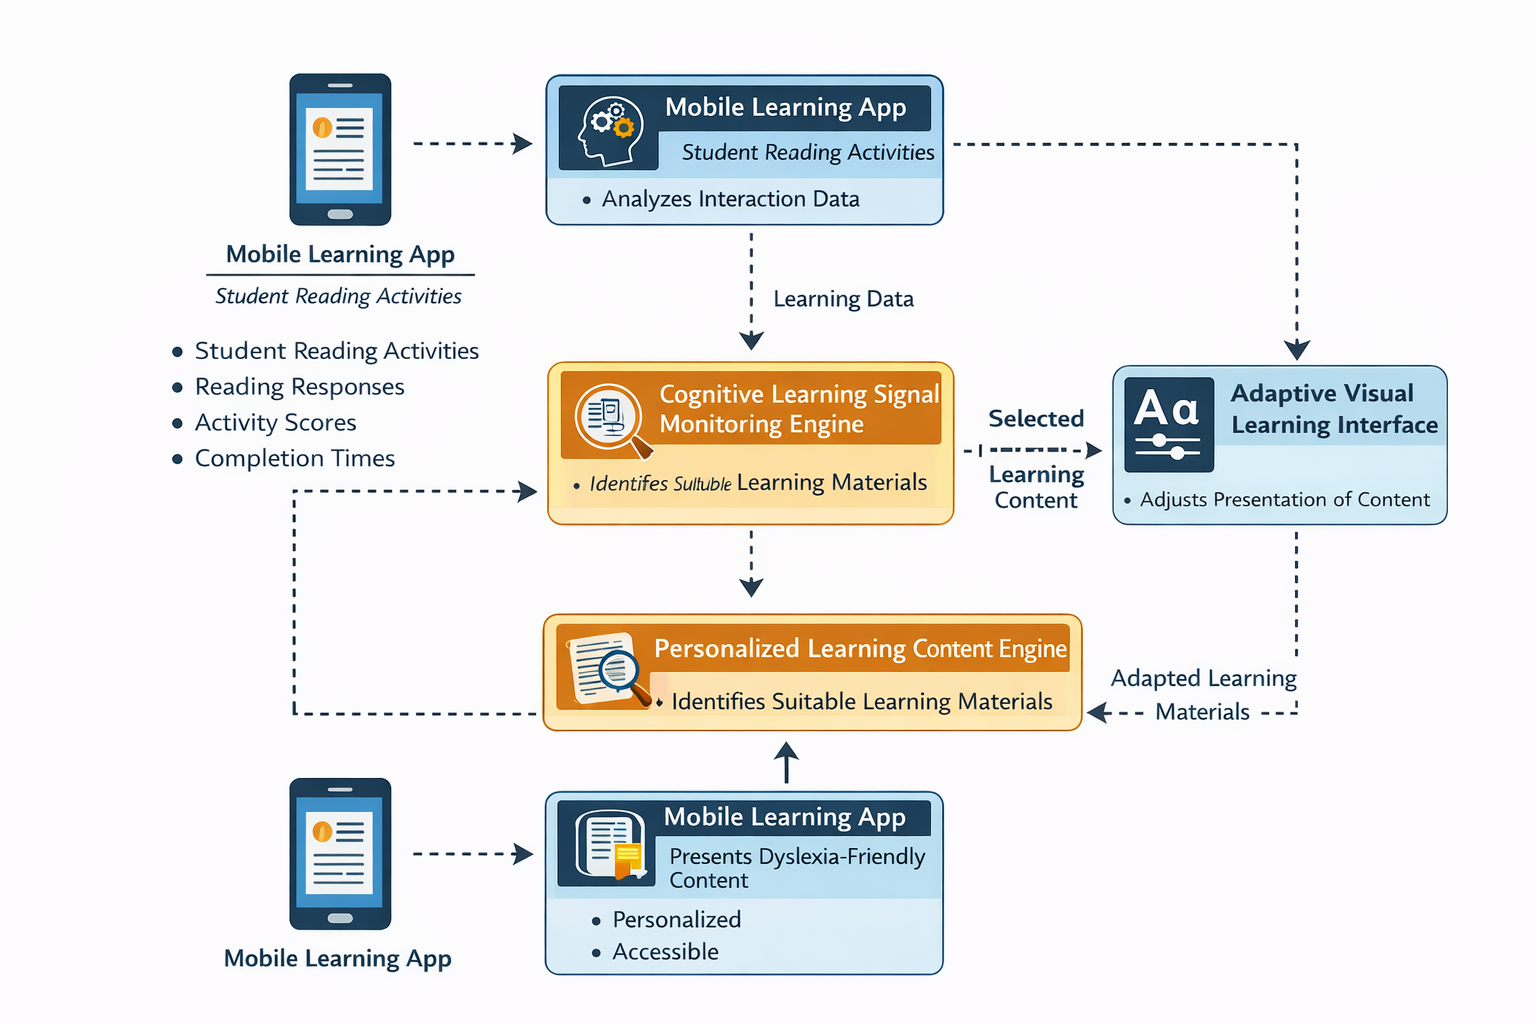 Mobile Learning App
Student Reading Activities
• Analyzes Interaction Data
Mobile Learning App
Student Reading Activities
• Student Reading Activities
• Reading Responses
• Activity Scores
• Completion Times
Learning Data
Cognitive Learning Signal
Monitoring Engine
• Identifes Sulluble Learning Materials
Selected
Learning
Content
Aa
Adaptive Visual
Learning Interface
• Adjusts Presentation of Content
Personalized Learning Content Engine
• Identifies Suitable Learning Materials
Adapted Learning
Materials
Mobile Learning App
Mobile Learning App
Presents Dyslexia-Friendly
Content
• Personalized
• Accessible